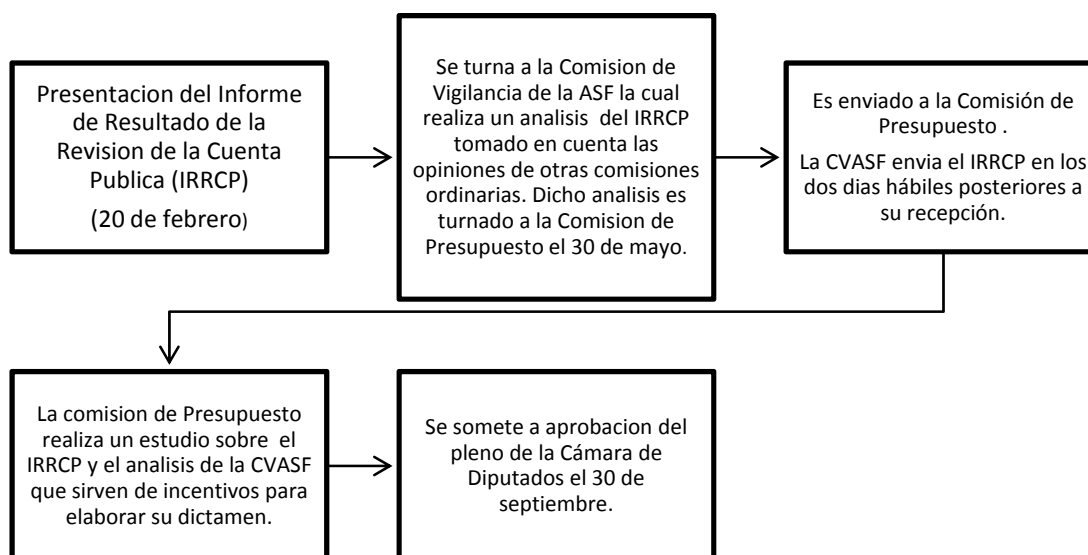 Presentacion del Informe
de Resultado de la
Revision de la Cuenta
Publica (IRRCP)
(20 de febrero)
Se turna a la Comision de
Vigilancia de la ASF la cual
realiza un analisis del IRRCP
tomado en cuenta las
opiniones de otras comisiones
ordinarias. Dicho analisis es
turnado a la Comision de
Presupuesto el 30 de mayo.
Es enviado a la Comisión de
Presupuesto .
La CVASF envia el IRRCP en los
dos dias hábiles posteriores a
su recepción.
La comision de Presupuesto
realiza un estudio sobre el
IRRCP y el analisis de la CVASF
que sirven de incentivos para
elaborar su dictamen.
Se somete a aprobacion del
pleno de la Cámara de
Diputados el 30 de
septiembre.